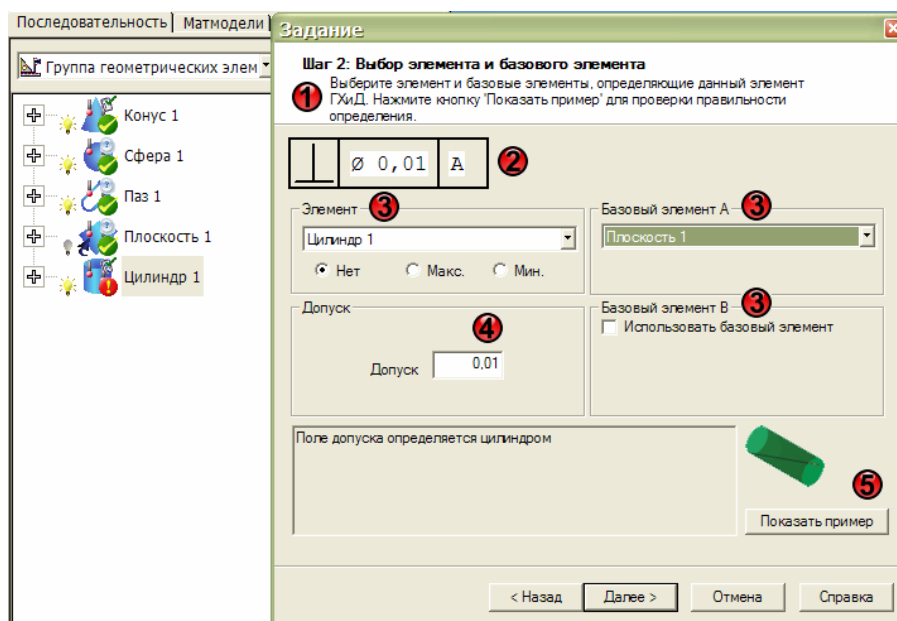 Последовательность Матмодели
Группа геометрических элем
Конус 1
Сфера 1
Паз 1
Плоскость 1
Цилиндр 1
Задание
Шаг 2: Выбор элемента и базового элемента
1 Выберите элемент и базовые элементы, определяющие данный элемент
ГХиД. Нажмите кнопку 'Показать пример' для проверки правильности
определения.
⊥ Ø 0,01 A 2
Элемент 3
Цилиндр 1
Нет Макс. Мин.
Базовый элемент A 3
Плоскость 1
Допуск 4
Допуск 0,01
Базовый элемент B 3
Использовать базовый элемент
Поле допуска определяется цилиндром
5
Показать пример
< Назад Далее > Отмена Справка